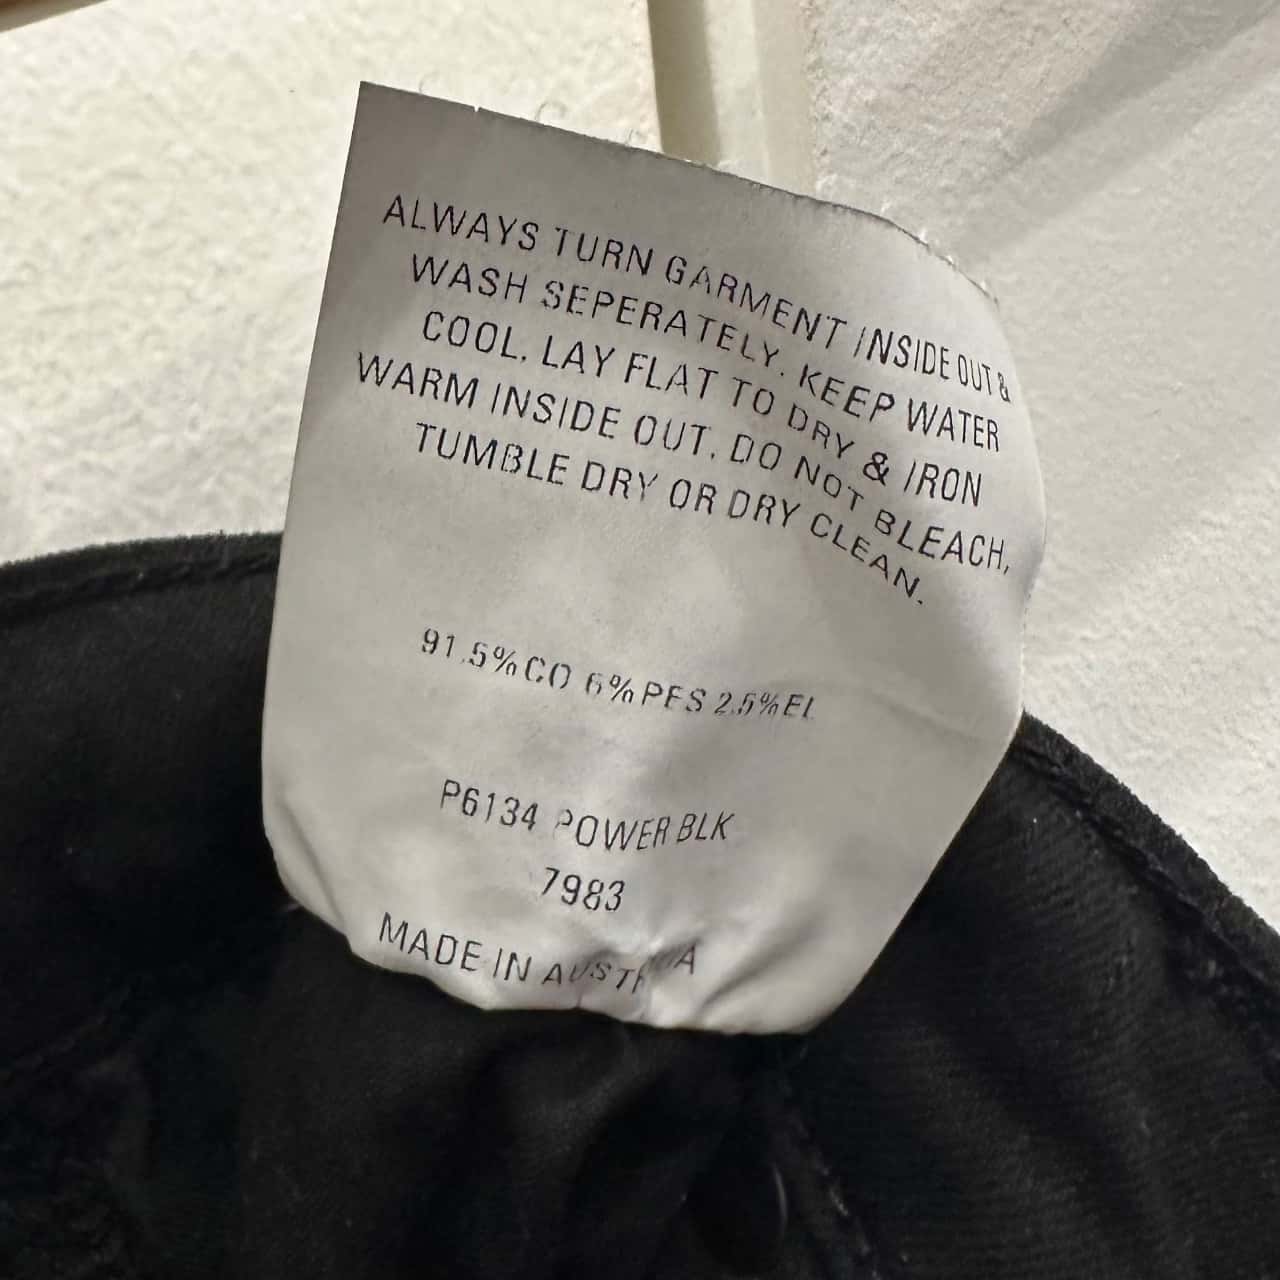 ALWAYS TURN GARMENT INSIDE OUT &
WASH SEPERATELY. KEEP WATER
COOL. LAY FLAT TO DRY & IRON
WARM INSIDE OUT. DO NOT BLEACH,
TUMBLE DRY OR DRY CLEAN.
91.5%CO 6%PES 2.5%EL
P6134 POWER BLK
7983
MADE IN